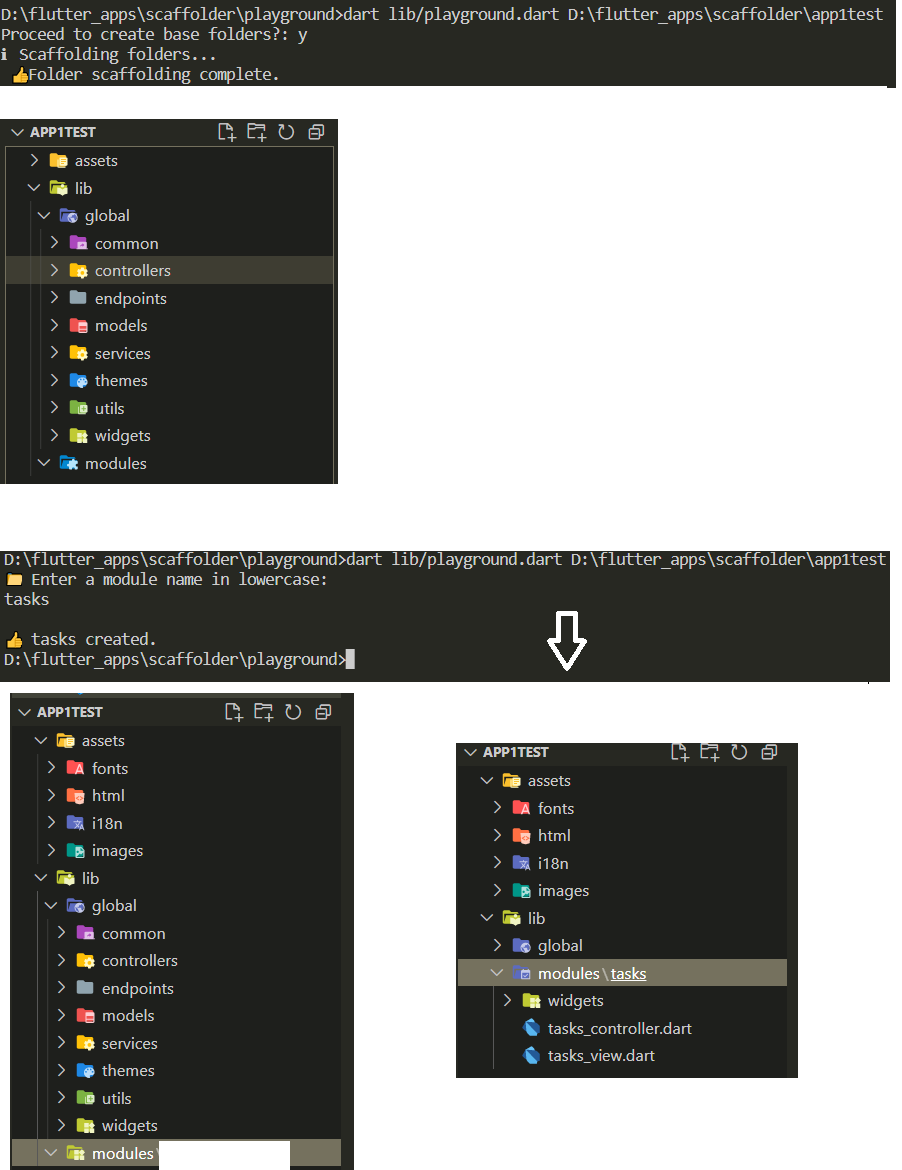 D:\flutter_apps\scaffolder\playground>dart lib/playground.dart D:\flutter_apps\scaffolder\app1test
Proceed to create base folders?: y
ℹ Scaffolding folders...
👍Folder scaffolding complete.
APP1TEST
assets
lib
global
common
controllers
endpoints
models
services
themes
utils
widgets
modules
D:\flutter_apps\scaffolder\playground>dart lib/playground.dart D:\flutter_apps\scaffolder\app1test
📁 Enter a module name in lowercase:
tasks
👍 tasks created.
D:\flutter_apps\scaffolder\playground>
APP1TEST
assets
fonts
html
i18n
images
lib
global
common
controllers
endpoints
models
services
themes
utils
widgets
modules\
APP1TEST
assets
fonts
html
i18n
images
lib
global
modules\tasks
widgets
tasks_controller.dart
tasks_view.dart